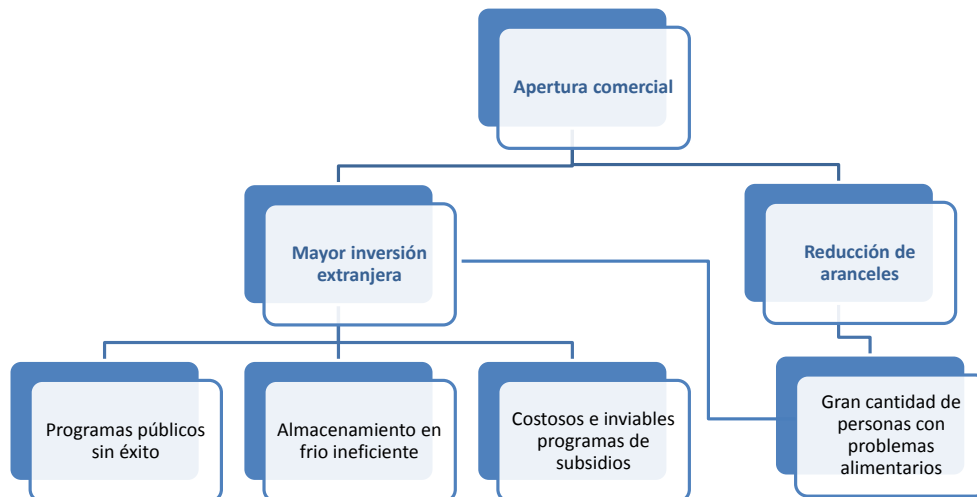 Apertura comercial
Mayor inversión
extranjera
Reducción de
aranceles
Programas públicos
sin éxito
Almacenamiento en
frio ineficiente
Costosos e inviables
programas de
subsidios
Gran cantidad de
personas con
problemas
alimentarios